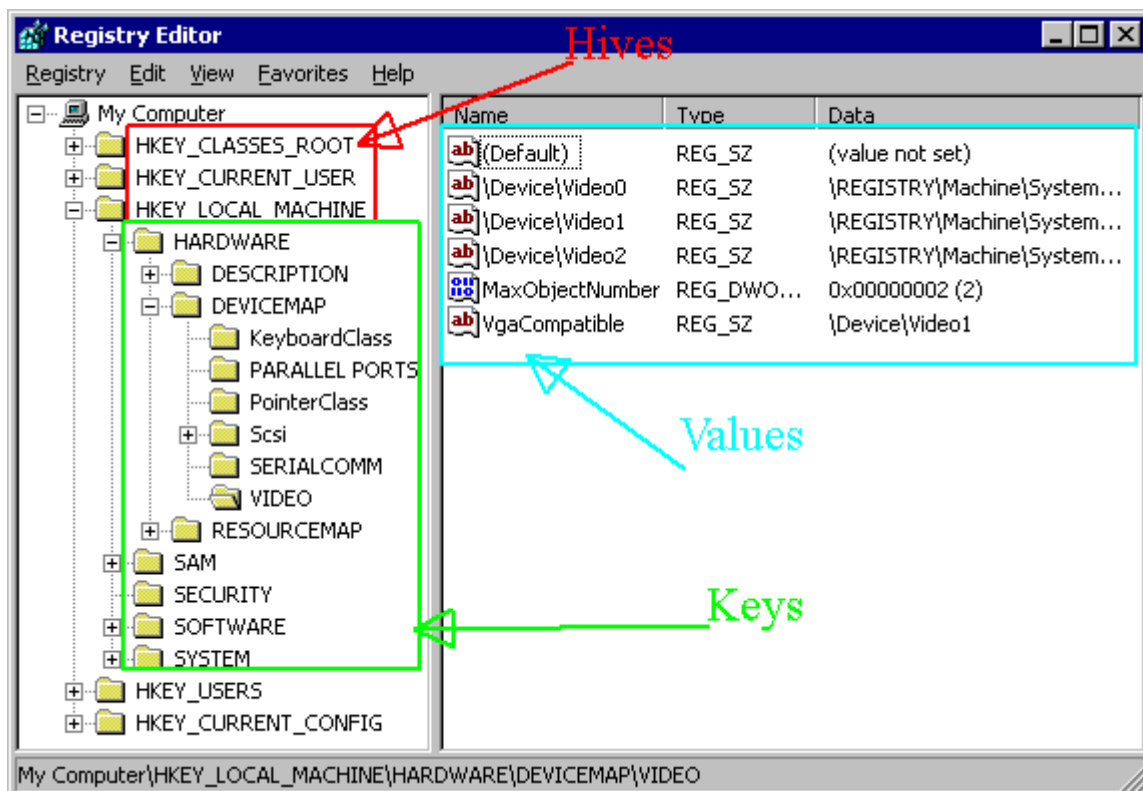 Registry Editor
Hives
Registry Edit View Favorites Help
My Computer
HKEY_CLASSES_ROOT
HKEY_CURRENT_USER
HKEY_LOCAL_MACHINE
HARDWARE
DESCRIPTION
DEVICEMAP
KeyboardClass
PARALLEL PORTS
PointerClass
Scsi
SERIALCOMM
VIDEO
RESOURCEMAP
SAM
SECURITY
SOFTWARE
SYSTEM
HKEY_USERS
HKEY_CURRENT_CONFIG
Name Type Data
(Default) REG_SZ (value not set)
\Device\Video0 REG_SZ \REGISTRY\Machine\System...
\Device\Video1 REG_SZ \REGISTRY\Machine\System...
\Device\Video2 REG_SZ \REGISTRY\Machine\System...
MaxObjectNumber REG_DWO... 0x00000002 (2)
VgaCompatible REG_SZ \Device\Video1
Values
Keys
My Computer\HKEY_LOCAL_MACHINE\HARDWARE\DEVICEMAP\VIDEO